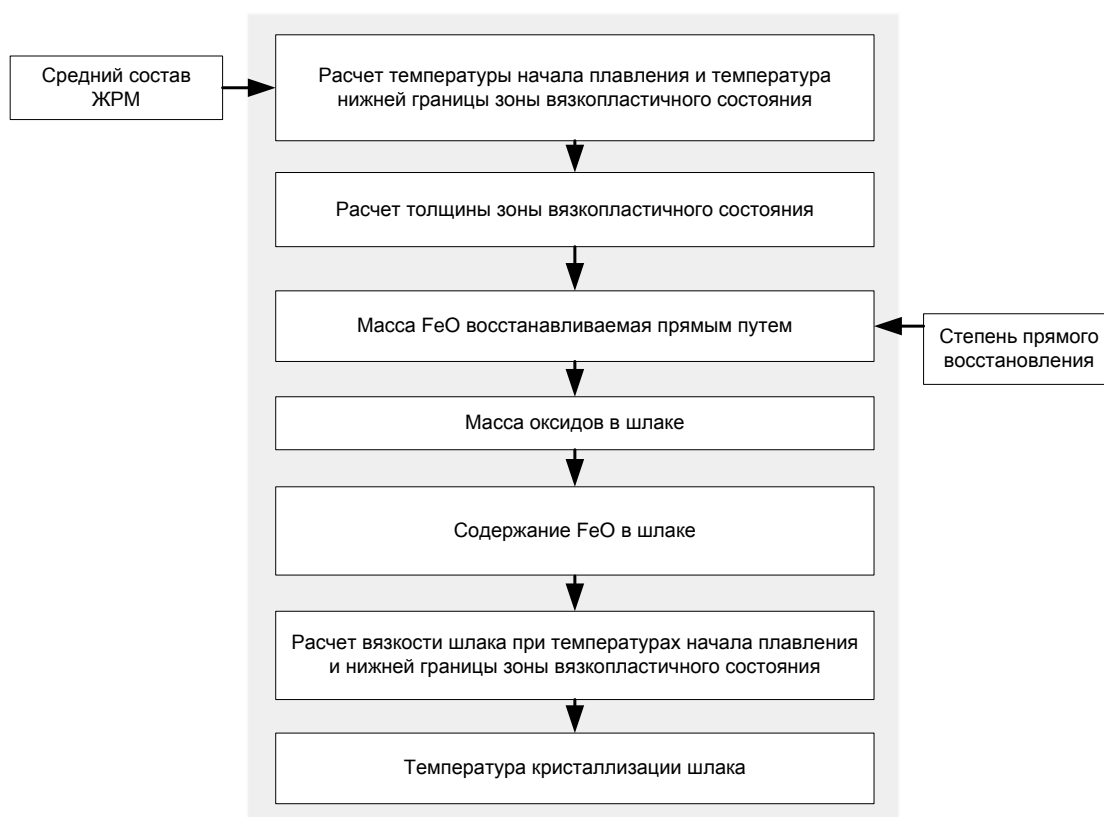 Средний состав
ЖРМ
Расчет температуры начала плавления и температура
нижней границы зоны вязкопластичного состояния
Расчет толщины зоны вязкопластичного состояния
Масса FeO восстанавливаемая прямым путем
Степень прямого
восстановления
Масса оксидов в шлаке
Содержание FeO в шлаке
Расчет вязкости шлака при температурах начала плавления
и нижней границы зоны вязкопластичного состояния
Температура кристаллизации шлака